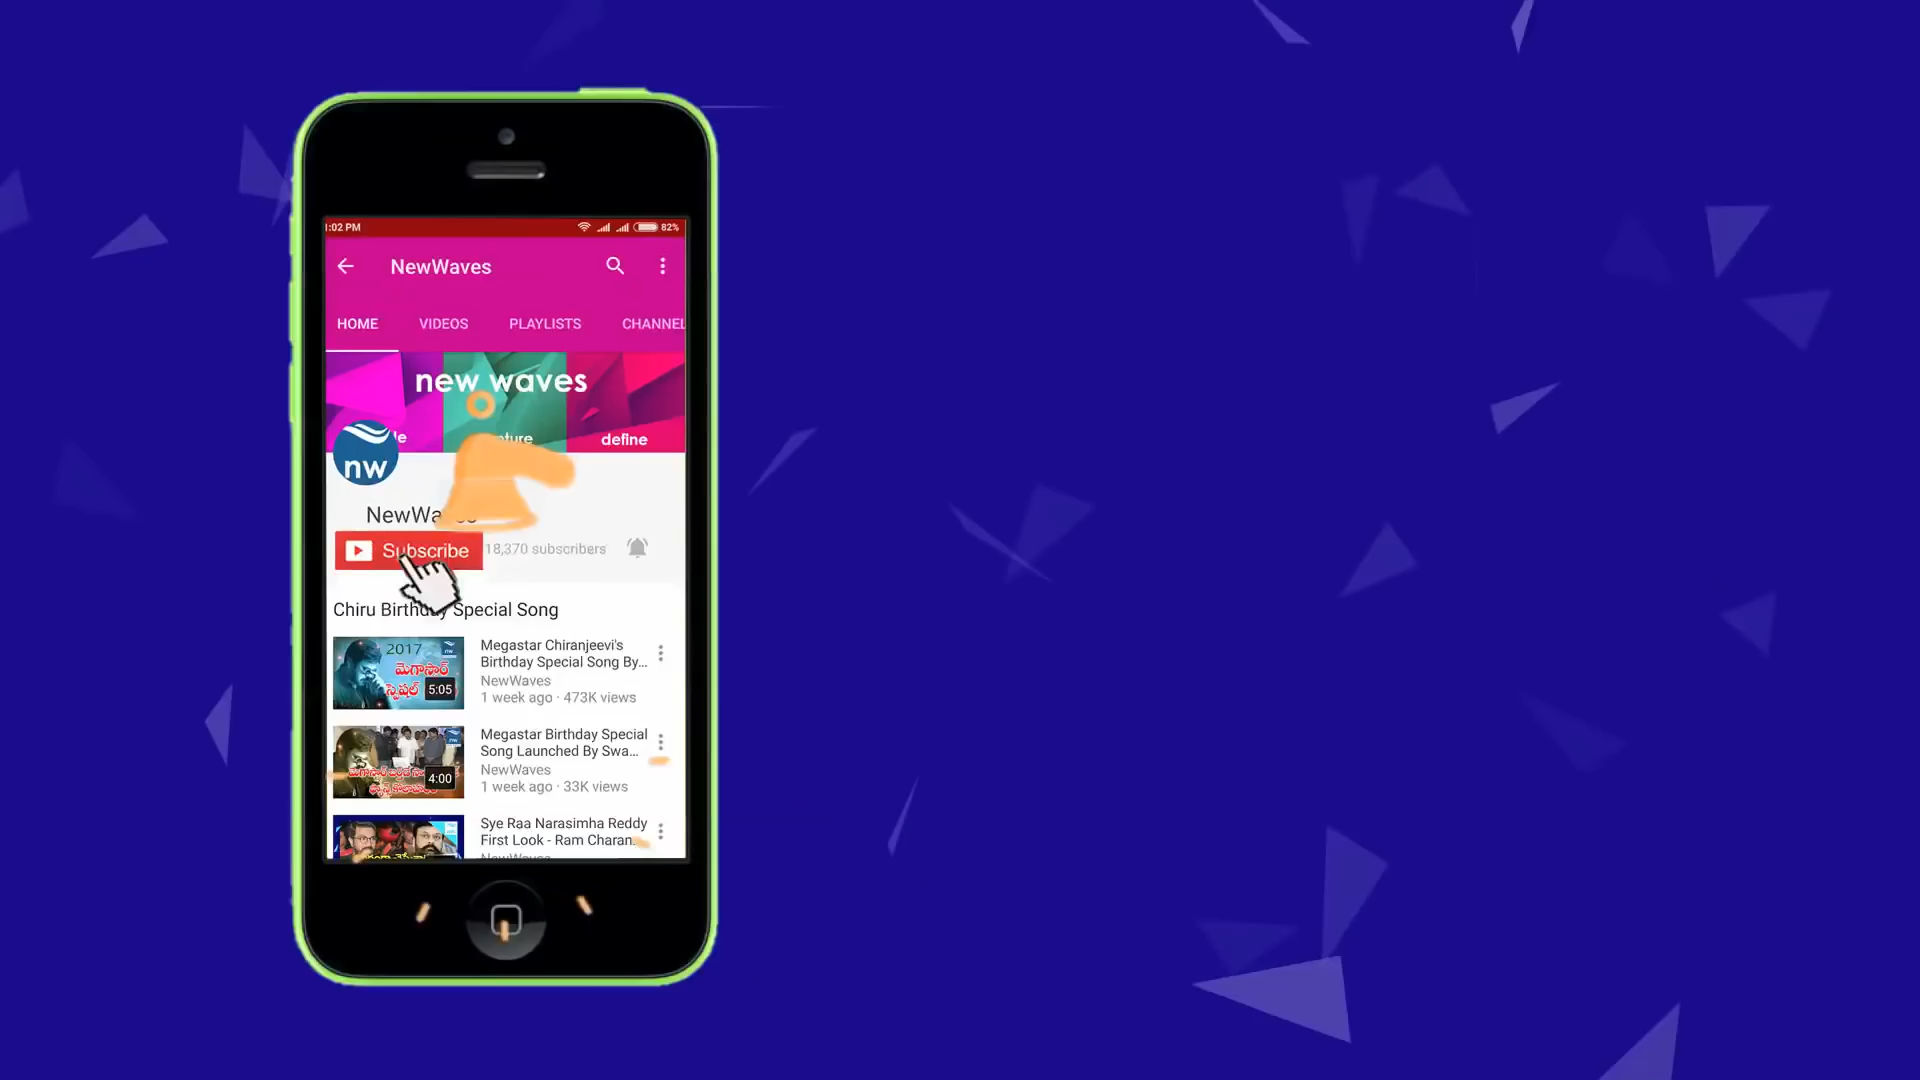 1:02 PM
82%
NewWaves
HOME VIDEOS PLAYLISTS CHANNEL
new waves
define
nw
Subscribe
18,370 subscribers
Chiru Birthday Special Song
2017
మెగాస్టార్
స్పెషల్
5:05
Megastar Chiranjeevi's
Birthday Special Song By...
NewWaves
1 week ago · 473K views
4:00
Megastar Birthday Special
Song Launched By Swa...
NewWaves
1 week ago · 33K views
Sye Raa Narasimha Reddy
First Look - Ram Charan...